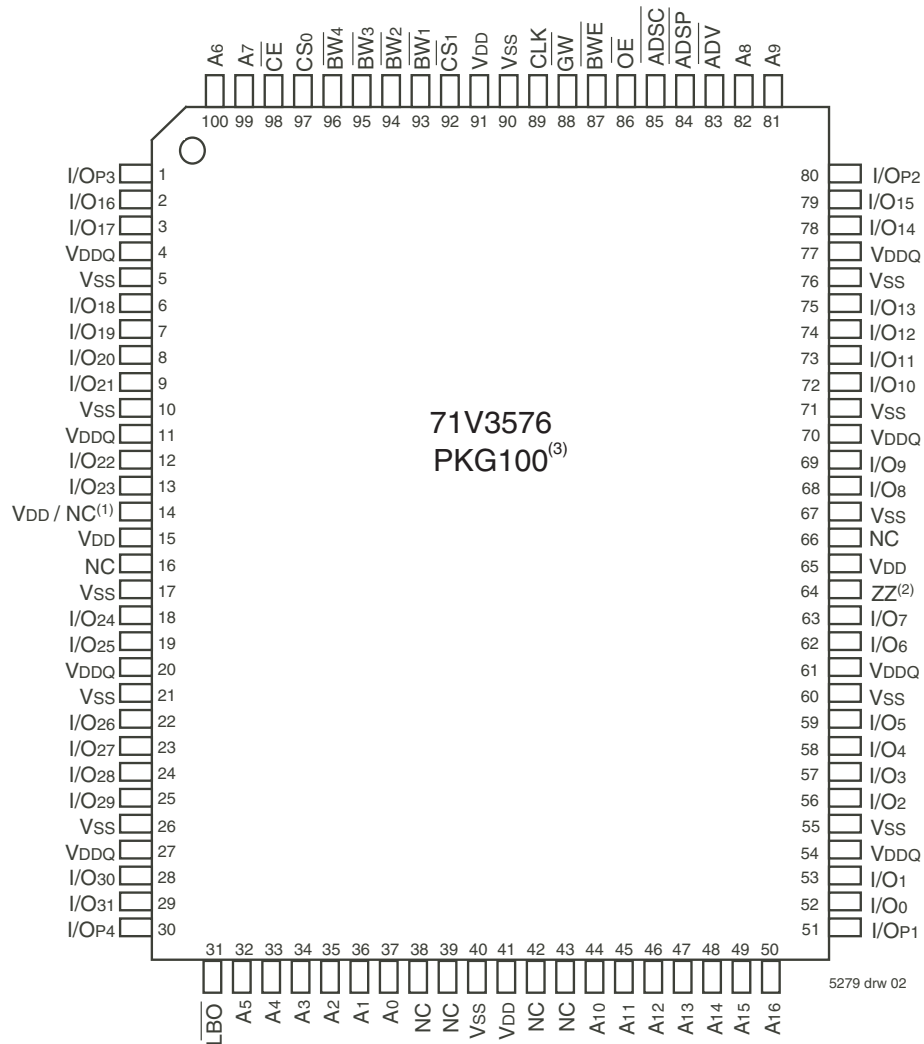 A6 A7 CE CS0 BW4 BW3 BW2 BW1 CS1 VDD VSS CLK GW BWE OE ADSC ADSP ADV A8 A9
100 99 98 97 96 95 94 93 92 91 90 89 88 87 86 85 84 83 82 81
I/OP3 1 80 I/OP2
I/O16 2 79 I/O15
I/O17 3 78 I/O14
VDDQ 4 77 VDDQ
VSS 5 76 VSS
I/O18 6 75 I/O13
I/O19 7 74 I/O12
I/O20 8 73 I/O11
I/O21 9 72 I/O10
VSS 10 71 VSS
VDDQ 11 70 VDDQ
I/O22 12 69 I/O9
I/O23 13 68 I/O8
VDD / NC(1) 14 67 VSS
VDD 15 66 NC
NC 16 65 VDD
VSS 17 64 ZZ(2)
I/O24 18 63 I/O7
I/O25 19 62 I/O6
VDDQ 20 61 VDDQ
VSS 21 60 VSS
I/O26 22 59 I/O5
I/O27 23 58 I/O4
I/O28 24 57 I/O3
I/O29 25 56 I/O2
VSS 26 55 VSS
VDDQ 27 54 VDDQ
I/O30 28 53 I/O1
I/O31 29 52 I/O0
I/OP4 30 51 I/OP1
71V3576
PKG100(3)
31 32 33 34 35 36 37 38 39 40 41 42 43 44 45 46 47 48 49 50
LBO A5 A4 A3 A2 A1 A0 NC NC VSS VDD NC NC A10 A11 A12 A13 A14 A15 A16
5279 drw 02